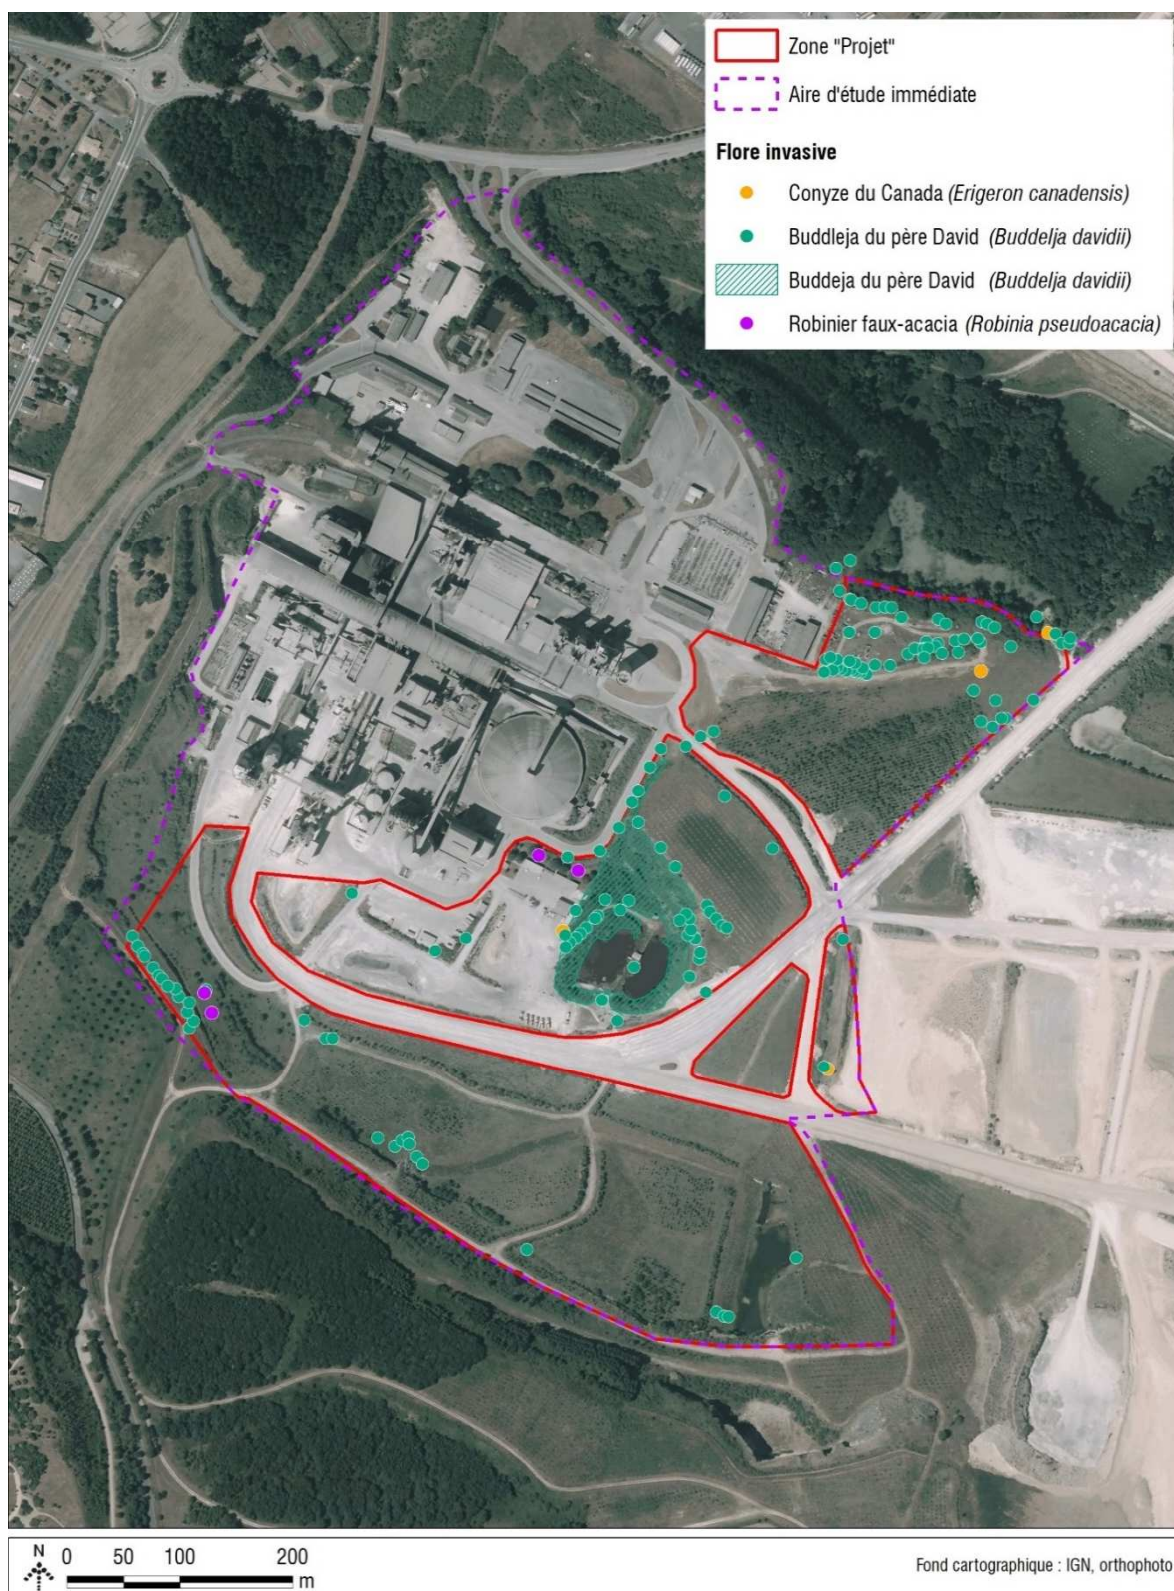 Zone "Projet"
Aire d'étude immédiate
Flore invasive
Conyze du Canada (Erigeron canadensis)
Buddleja du père David (Buddelja davidii)
Buddeja du père David (Buddelja davidii)
Robinier faux-acacia (Robinia pseudoacacia)
N 0 50 100 200
m
Fond cartographique : IGN, orthophoto